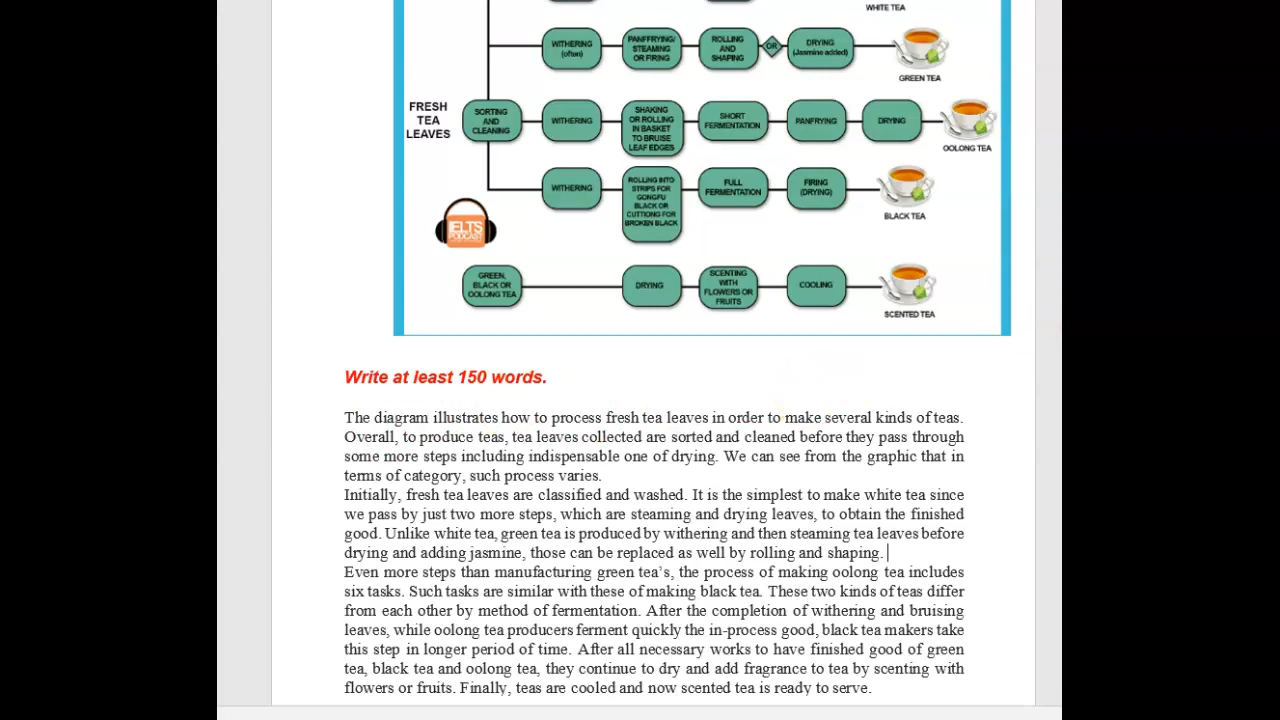 WHITE TEA
WITHERING
(often)
PANFFRYING/
STEAMING
OR FIRING
ROLLING
AND
SHAPING
OR
DRYING
(Jasmine added)
GREEN TEA
FRESH
TEA
LEAVES
SORTING
AND
CLEANING
WITHERING
SHAKING
OR ROLLING
IN BASKET
TO BRUISE
LEAF EDGES
SHORT
FERMENTATION
PANFRYING
DRYING
OOLONG TEA
WITHERING
ROLLING INTO
STRIPS FOR
GONGFU
BLACK OR
CUTTIONG FOR
BROKEN BLACK
FULL
FERMENTATION
FIRING
(DRYING)
BLACK TEA
IELTS
PODCAST
GREEN,
BLACK OR
OOLONG TEA
DRYING
SCENTING
WITH
FLOWERS OR
FRUITS
COOLING
SCENTED TEA
Write at least 150 words.
The diagram illustrates how to process fresh tea leaves in order to make several kinds of teas.
Overall, to produce teas, tea leaves collected are sorted and cleaned before they pass through
some more steps including indispensable one of drying. We can see from the graphic that in
terms of category, such process varies.
Initially, fresh tea leaves are classified and washed. It is the simplest to make white tea since
we pass by just two more steps, which are steaming and drying leaves, to obtain the finished
good. Unlike white tea, green tea is produced by withering and then steaming tea leaves before
drying and adding jasmine, those can be replaced as well by rolling and shaping.
Even more steps than manufacturing green tea's, the process of making oolong tea includes
six tasks. Such tasks are similar with these of making black tea. These two kinds of teas differ
from each other by method of fermentation. After the completion of withering and bruising
leaves, while oolong tea producers ferment quickly the in-process good, black tea makers take
this step in longer period of time. After all necessary works to have finished good of green
tea, black tea and oolong tea, they continue to dry and add fragrance to tea by scenting with
flowers or fruits. Finally, teas are cooled and now scented tea is ready to serve.